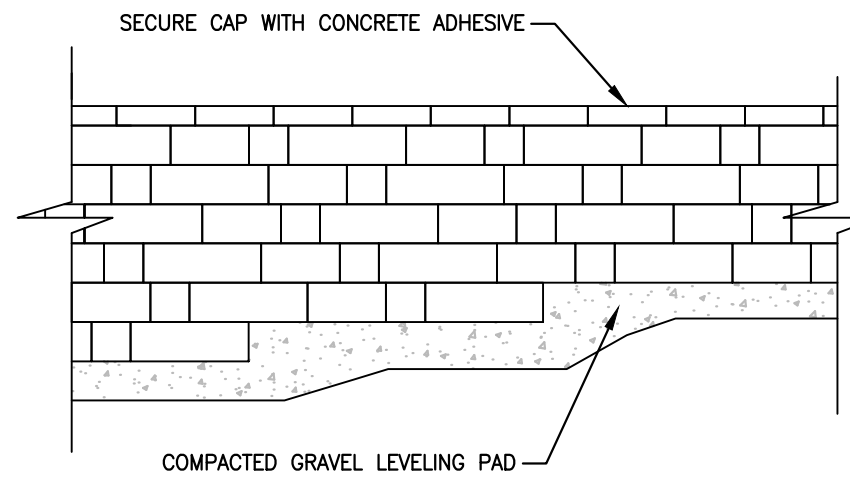 SECURE CAP WITH CONCRETE ADHESIVE
COMPACTED GRAVEL LEVELING PAD